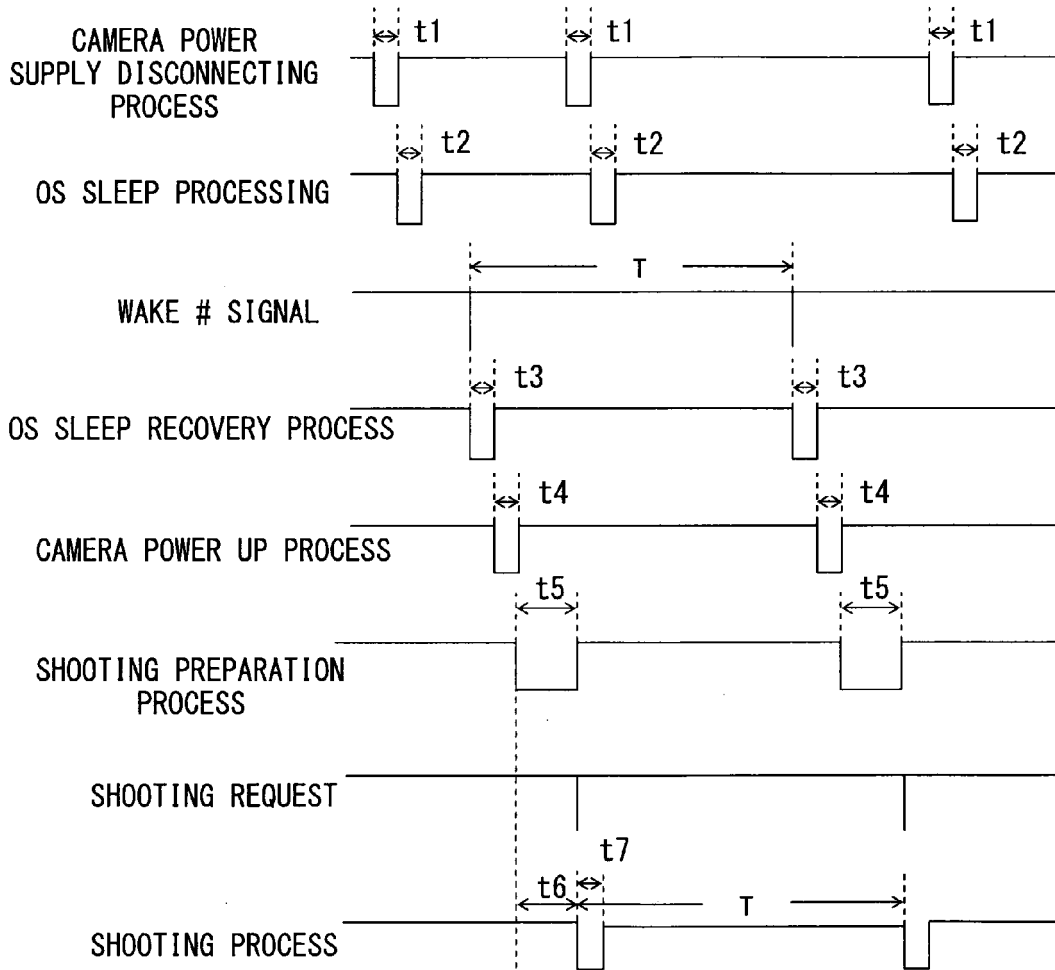 CAMERA POWER
SUPPLY DISCONNECTING
PROCESS
t1
t1
t1
OS SLEEP PROCESSING
t2
t2
t2
WAKE # SIGNAL
T
OS SLEEP RECOVERY PROCESS
t3
t3
CAMERA POWER UP PROCESS
t4
t4
SHOOTING PREPARATION
PROCESS
t5
t5
SHOOTING REQUEST
SHOOTING PROCESS
t6
t7
T